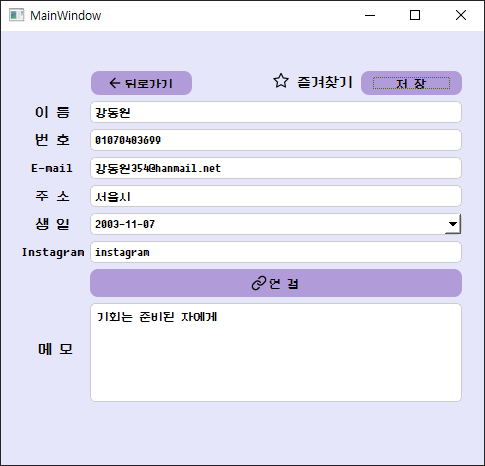 MainWindow
뒤로가기 즐겨찾기 저 장
이 름 강동원
번 호 01070403699
E-mail 강동원354@hanmail.net
주 소 서울시
생 일 2003-11-07
Instagram instagram
연 결
메 모 기회는 준비된 자에게